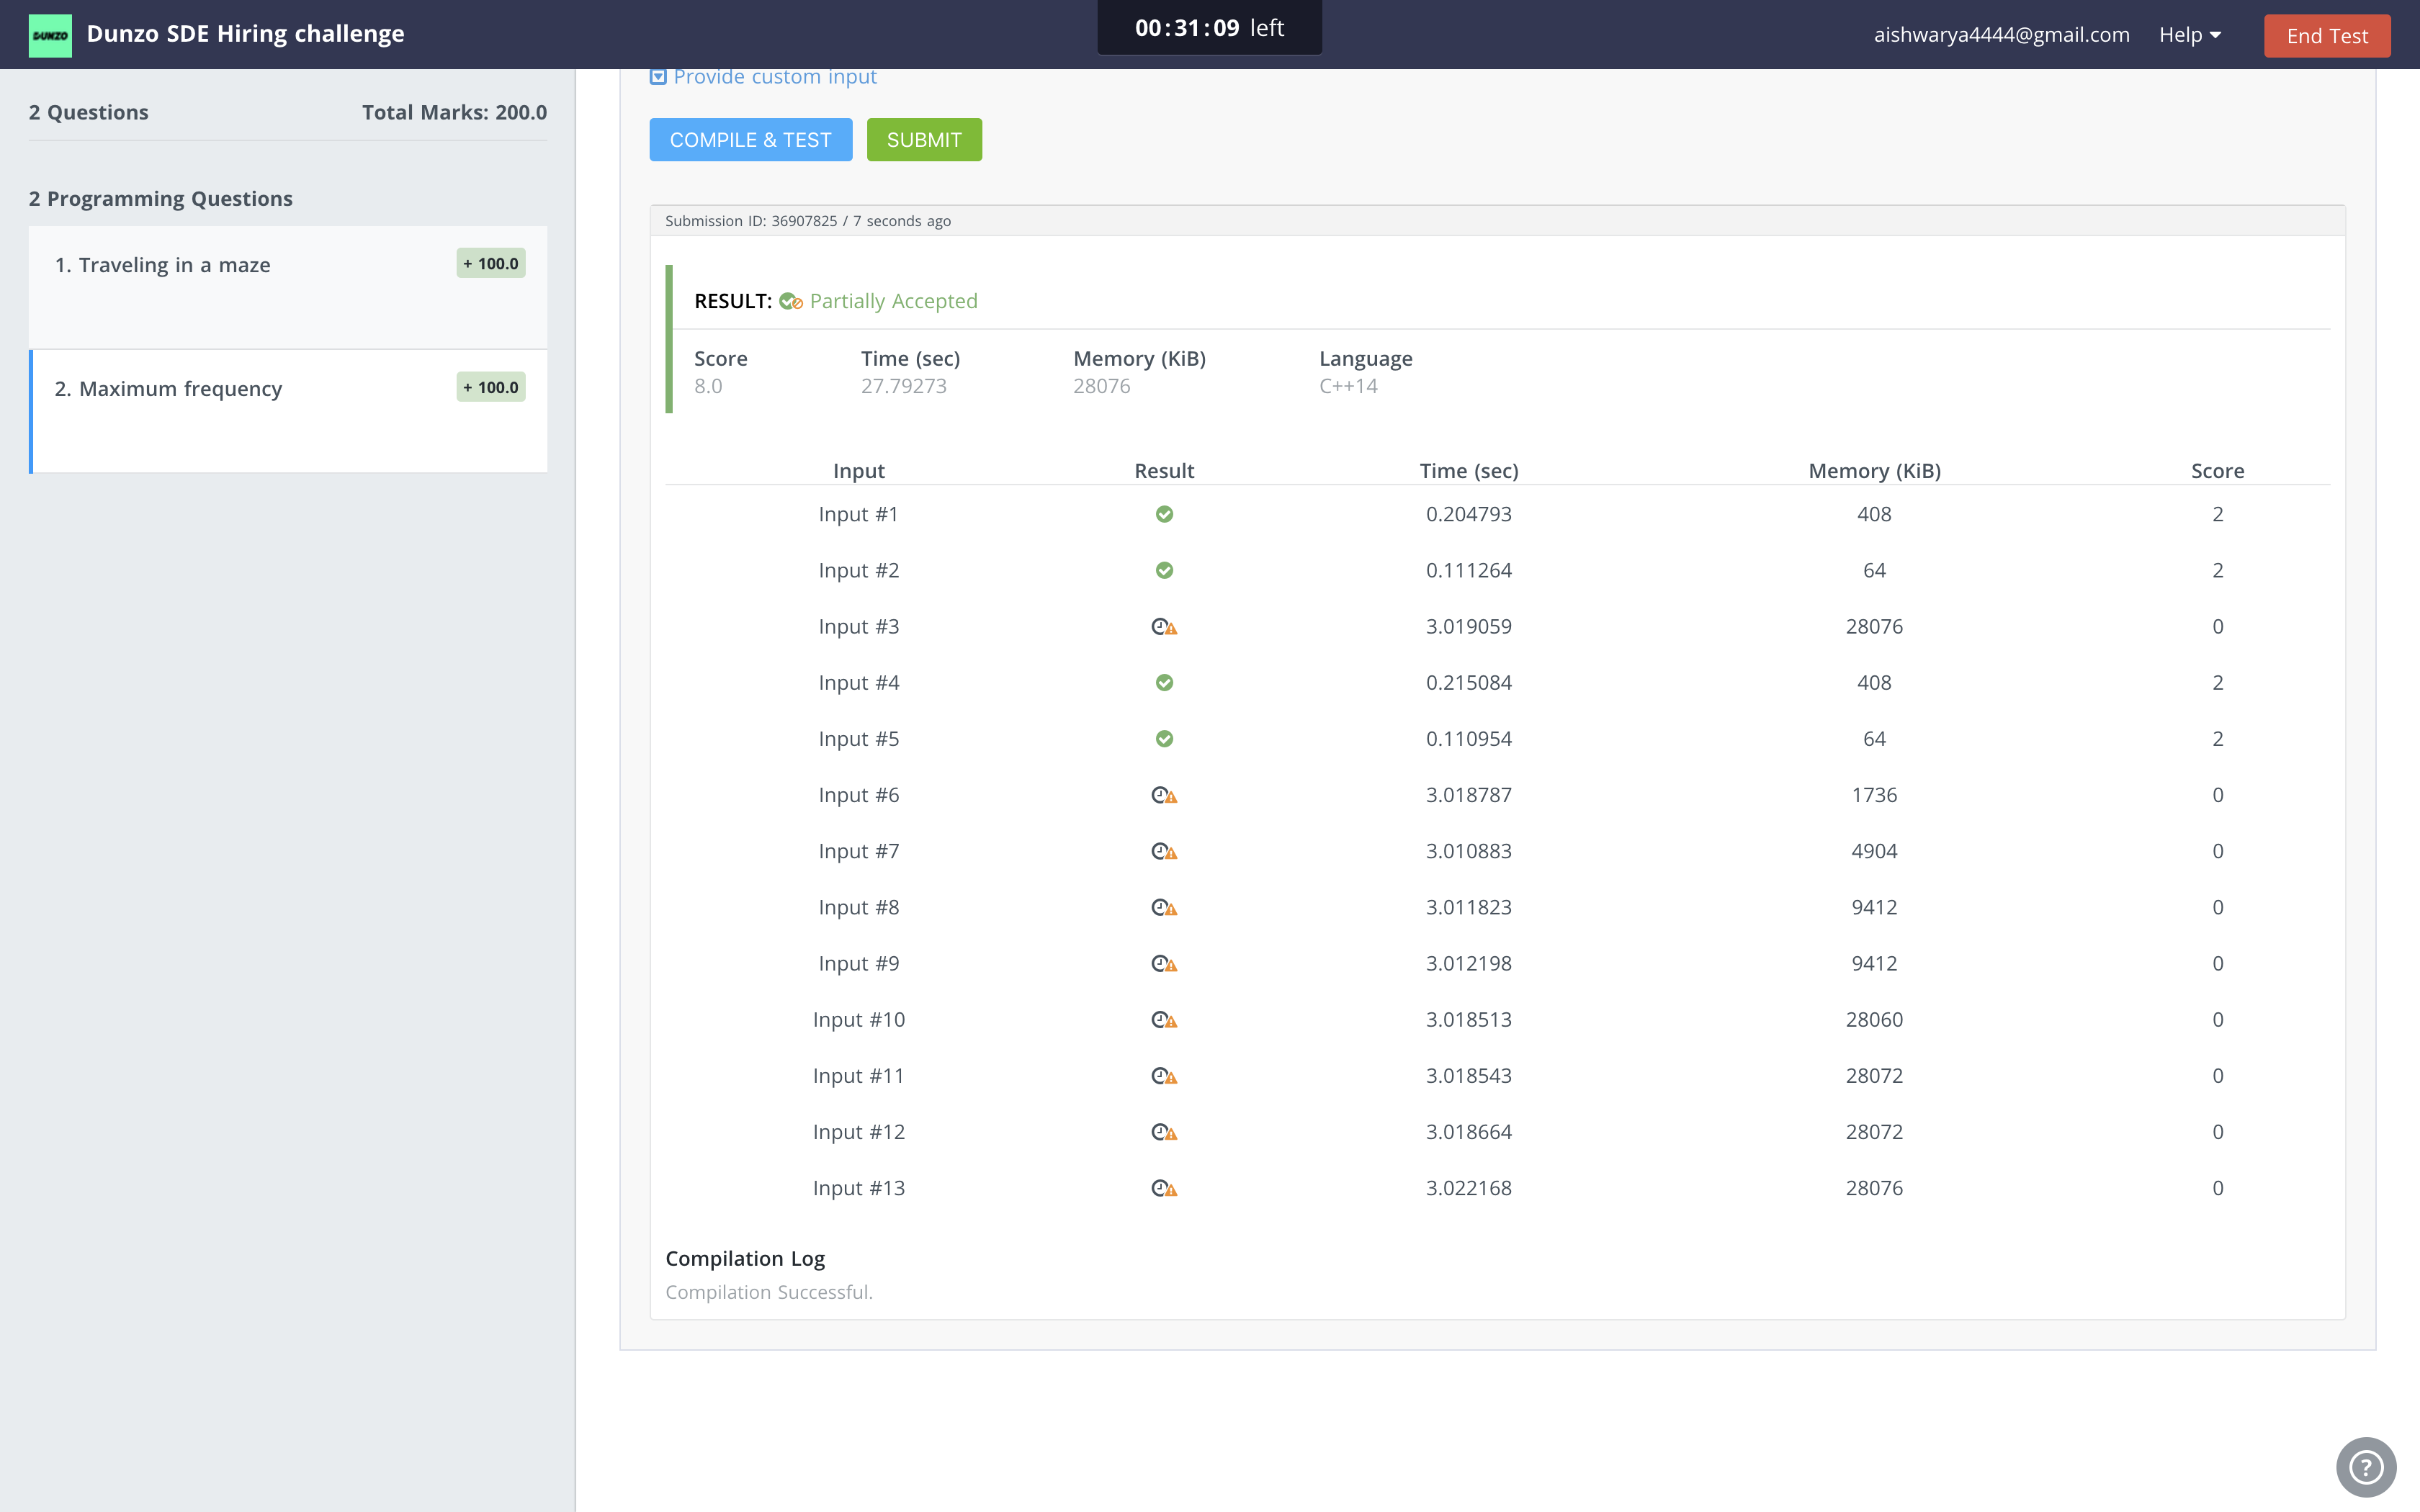 DUNZO Dunzo SDE Hiring challenge
00:31:09 left
aishwarya4444@gmail.com Help End Test
2 Questions Total Marks: 200.0
2 Programming Questions
1. Traveling in a maze + 100.0
2. Maximum frequency + 100.0
Provide custom input
COMPILE & TEST SUBMIT
Submission ID: 36907825 / 7 seconds ago
RESULT: Partially Accepted
Score Time (sec) Memory (KiB) Language
8.0 27.79273 28076 C++14
Input Result Time (sec) Memory (KiB) Score
Input #1 0.204793 408 2
Input #2 0.111264 64 2
Input #3 3.019059 28076 0
Input #4 0.215084 408 2
Input #5 0.110954 64 2
Input #6 3.018787 1736 0
Input #7 3.010883 4904 0
Input #8 3.011823 9412 0
Input #9 3.012198 9412 0
Input #10 3.018513 28060 0
Input #11 3.018543 28072 0
Input #12 3.018664 28072 0
Input #13 3.022168 28076 0
Compilation Log
Compilation Successful.
?